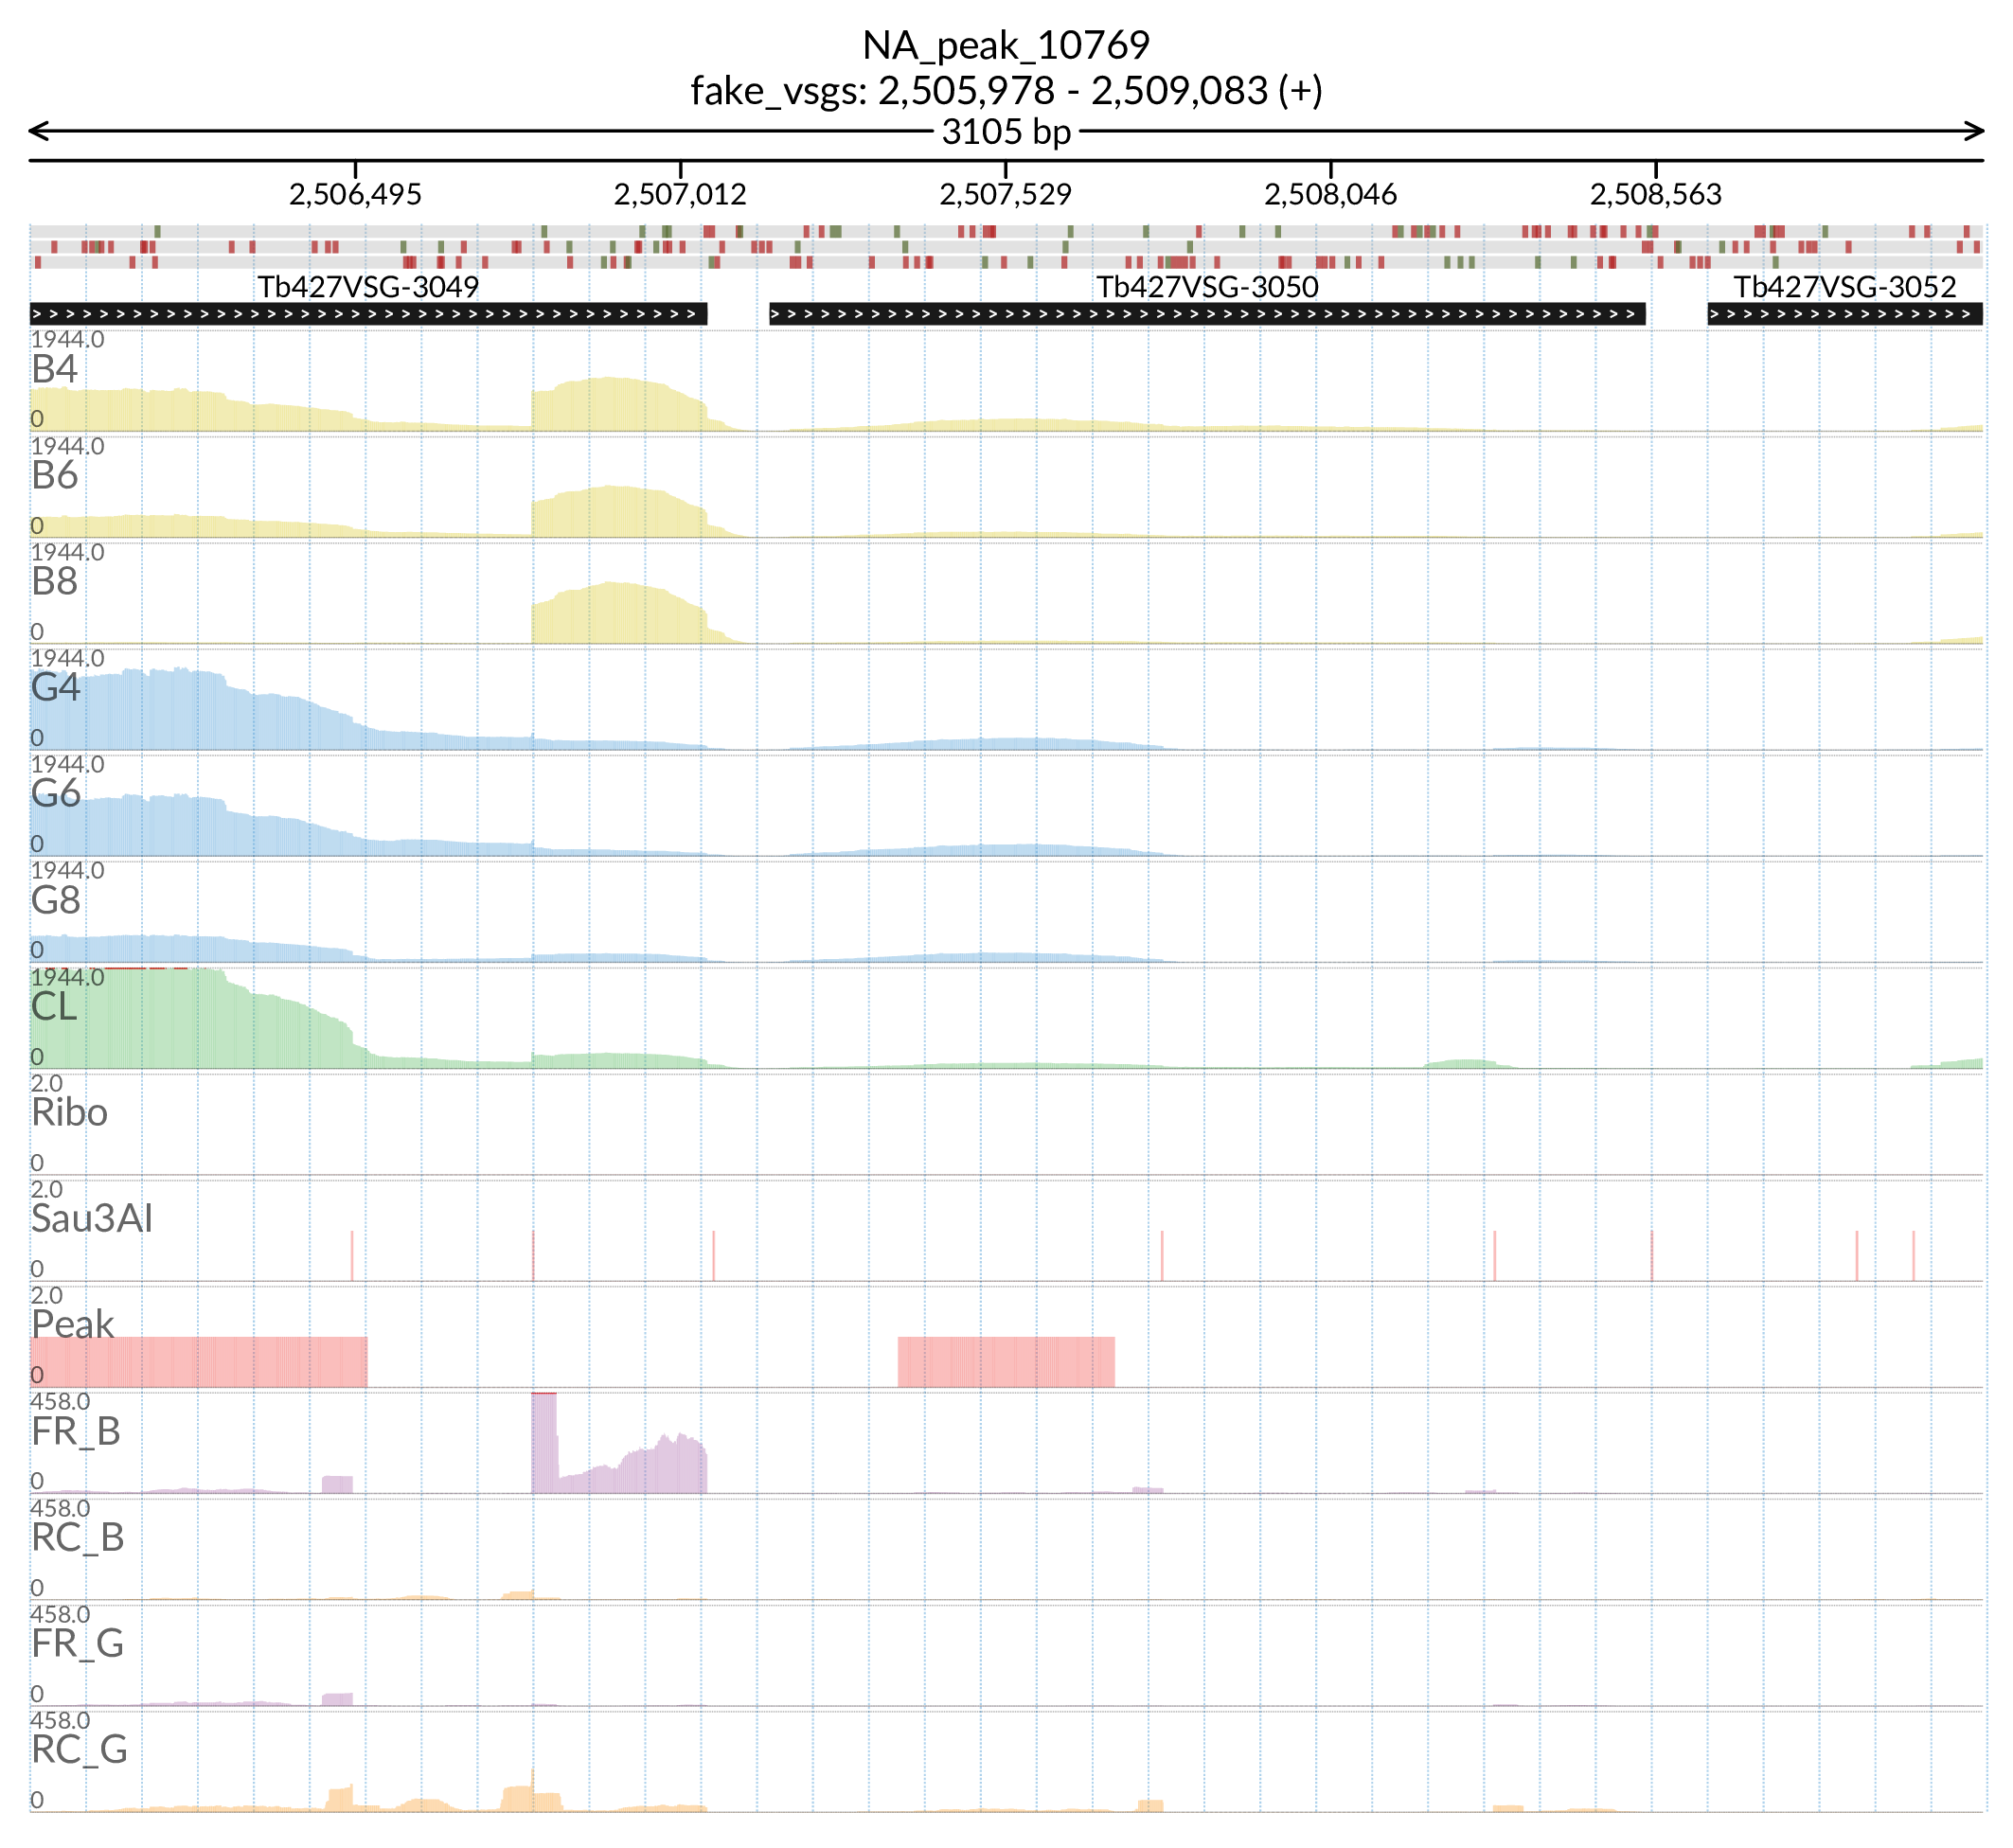 NA_peak_10769
fake_vsgs: 2,505,978 - 2,509,083 (+)
3105 bp
2,506,495 2,507,012 2,507,529 2,508,046 2,508,563
Tb427VSG-3049 Tb427VSG-3050 Tb427VSG-3052
1944.0
B4
0
1944.0
B6
0
1944.0
B8
0
1944.0
G4
0
1944.0
G6
0
1944.0
G8
0
1944.0
CL
0
2.0
Ribo
0
2.0
Sau3AI
0
2.0
Peak
0
458.0
FR_B
0
458.0
RC_B
0
458.0
FR_G
0
458.0
RC_G
0